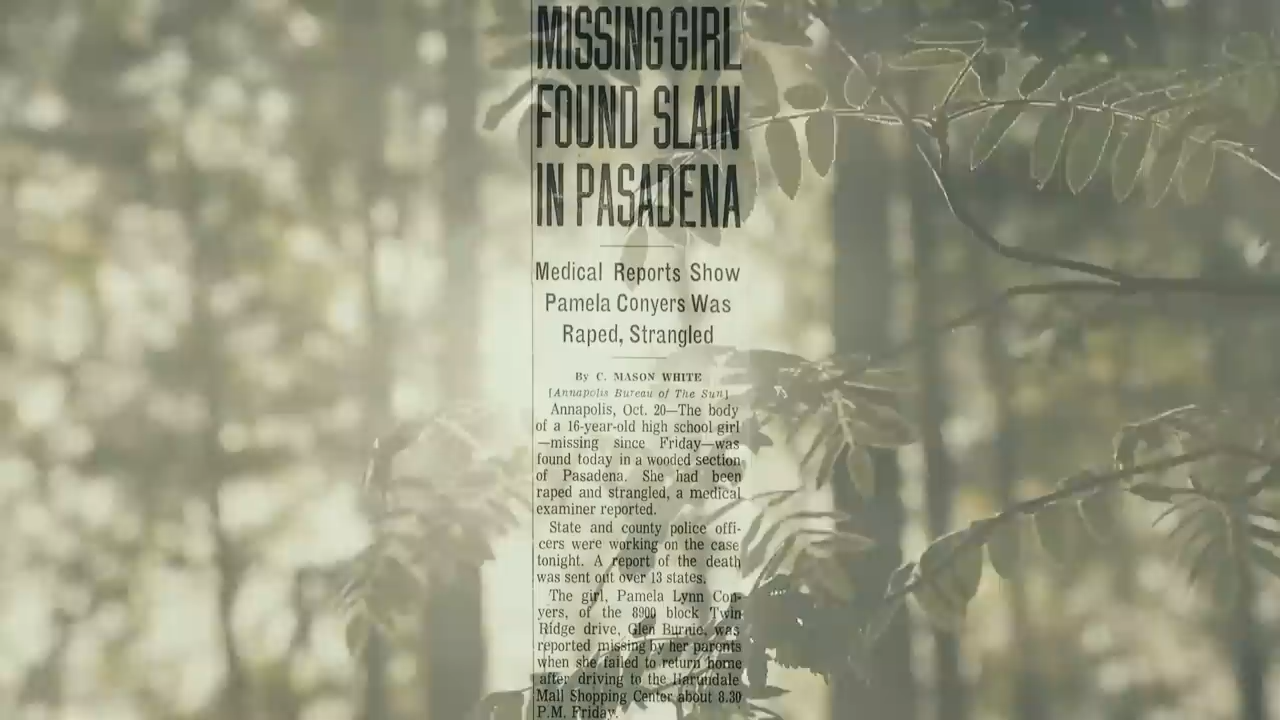 MISSING GIRL
FOUND SLAIN
IN PASADENA
Medical Reports Show
Pamela Conyers Was
Raped, Strangled
By C. MASON WHITE
[Annapolis Bureau of The Sun]
Annapolis, Oct. 20—The body
of a 16-year-old high school girl
—missing since Friday—was
found today in a wooded section
of Pasadena. She had been
raped and strangled, a medical
examiner reported.
State and county police offi-
cers were working on the case
tonight. A report of the death
was sent out over 13 states.
The girl, Pamela Lynn Con-
yers, of the 8900 block Twin
Ridge drive, Glen Burnie, was
reported missing by her parents
when she failed to return home
after driving to the Harundale
Mall Shopping Center about 8.30
P.M. Friday.